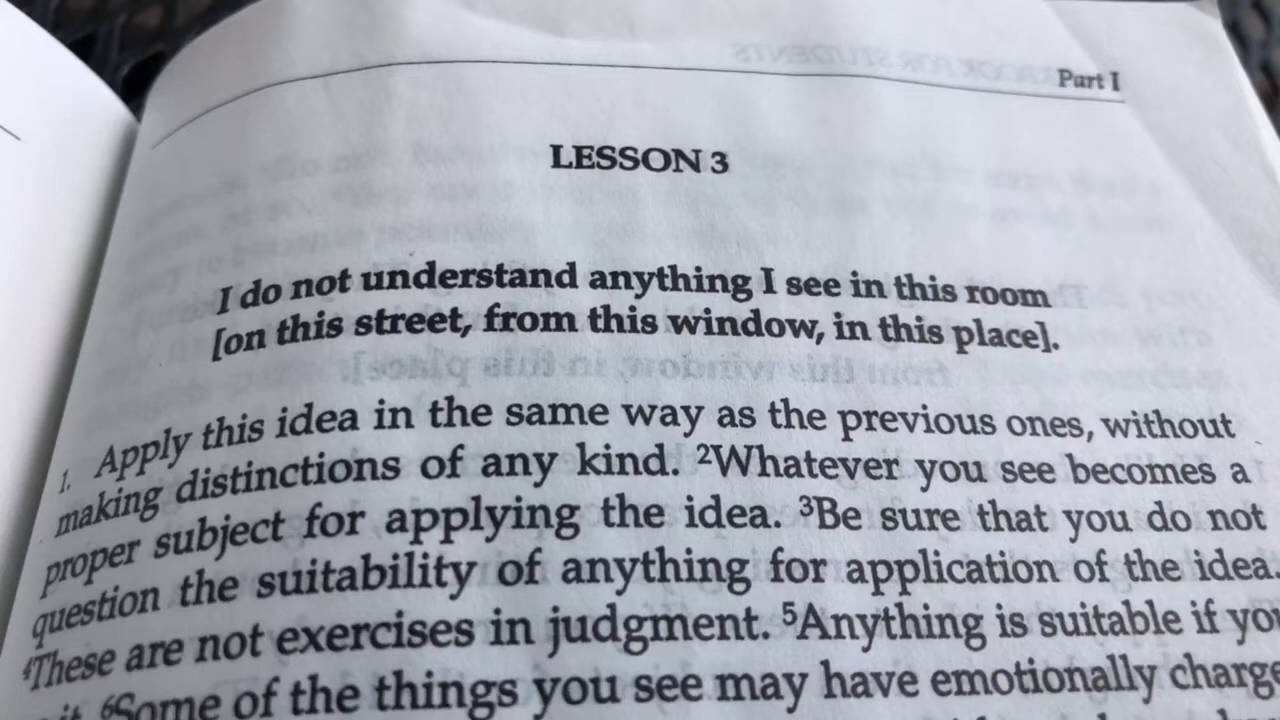 Part I
LESSON 3
I do not understand anything I see in this room
[on this street, from this window, in this place].
1. Apply this idea in the same way as the previous ones, without
making distinctions of any kind. ²Whatever you see becomes a
proper subject for applying the idea. ³Be sure that you do not
question the suitability of anything for application of the idea.
⁴These are not exercises in judgment. ⁵Anything is suitable if
it. ⁶Some of the things you see may have emotionally